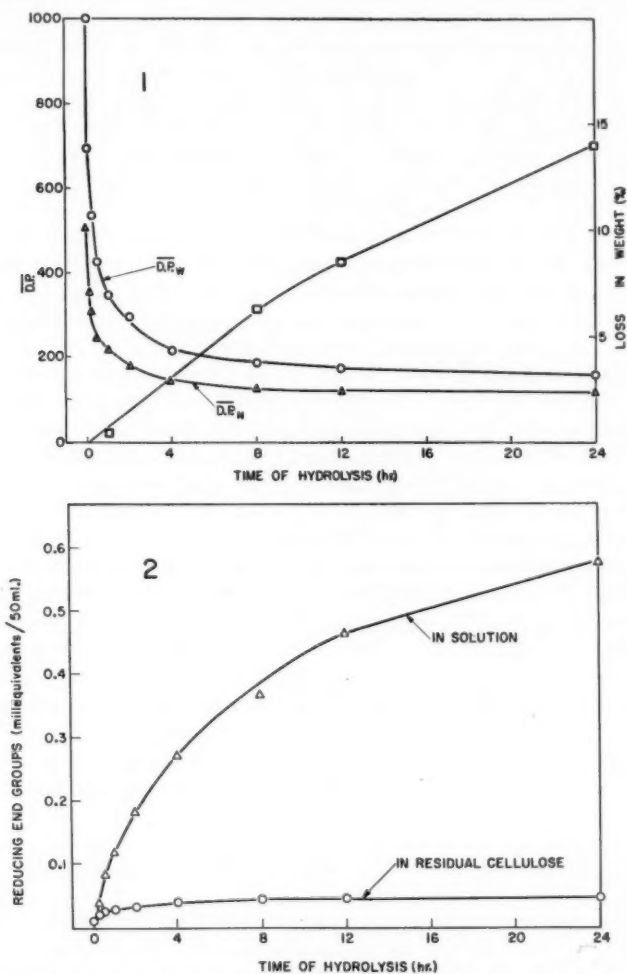 1000
800
600
400
200
0
D.P.
1
D.P.W
D.P.N
15
10
5
LOSS IN WEIGHT (%)
0 4 8 12 16 20 24
TIME OF HYDROLYSIS (hr.)
2
0.6
0.5
0.4
0.3
0.2
0.1
REDUCING END GROUPS (milliequivalents/50ml.)
IN SOLUTION
IN RESIDUAL CELLULOSE
0 4 8 12 16 20 24
TIME OF HYDROLYSIS (hr.)